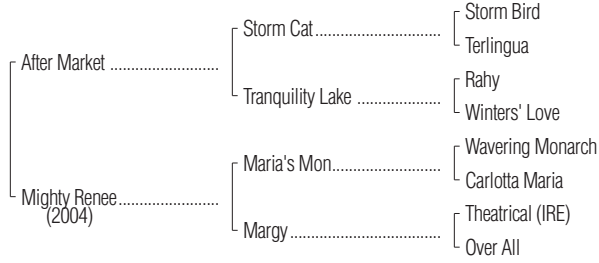 Storm Bird
Storm Cat
Terlingua
After Market
Rahy
Tranquility Lake
Winters' Love
Wavering Monarch
Maria's Mon
Carlotta Maria
Mighty Renee
(2004)
Theatrical (IRE)
Margy
Over All